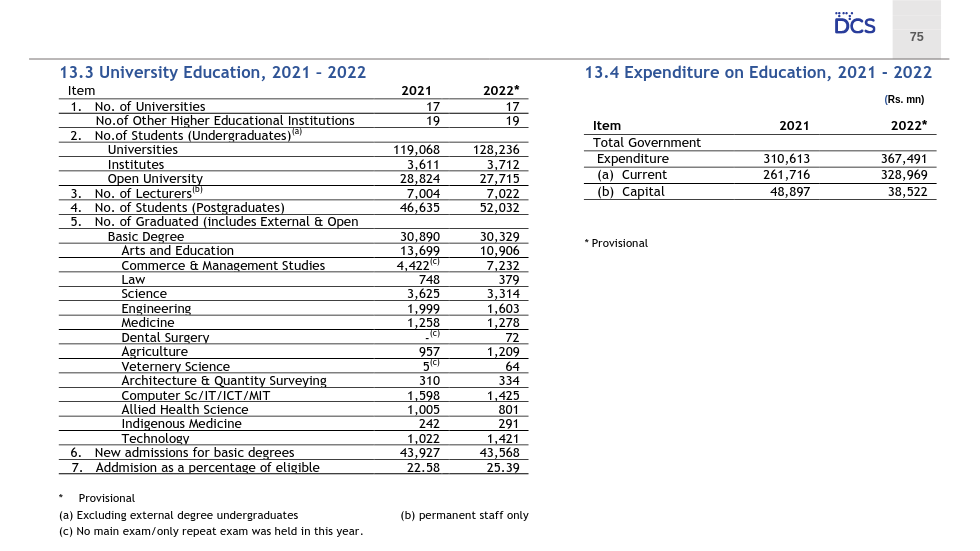 DCS
75
13.3 University Education, 2021 – 2022
Item 2021 2022*
1. No. of Universities 17 17
No.of Other Higher Educational Institutions 19 19
2. No.of Students (Undergraduates)(a)
Universities 119,068 128,236
Institutes 3,611 3,712
Open University 28,824 27,715
3. No. of Lecturers(b) 7,004 7,022
4. No. of Students (Postgraduates) 46,635 52,032
5. No. of Graduated (includes External & Open
Basic Degree 30,890 30,329
Arts and Education 13,699 10,906
Commerce & Management Studies 4,422(c) 7,232
Law 748 379
Science 3,625 3,314
Engineering 1,999 1,603
Medicine 1,258 1,278
Dental Surgery -(c) 72
Agriculture 957 1,209
Veternery Science 5(c) 64
Architecture & Quantity Surveying 310 334
Computer Sc/IT/ICT/MIT 1,598 1,425
Allied Health Science 1,005 801
Indigenous Medicine 242 291
Technology 1,022 1,421
6. New admissions for basic degrees 43,927 43,568
7. Addmision as a percentage of eligible 22.58 25.39
* Provisional
(a) Excluding external degree undergraduates (b) permanent staff only
(c) No main exam/only repeat exam was held in this year.
13.4 Expenditure on Education, 2021 - 2022
(Rs. mn)
Item 2021 2022*
Total Government
Expenditure 310,613 367,491
(a) Current 261,716 328,969
(b) Capital 48,897 38,522
* Provisional